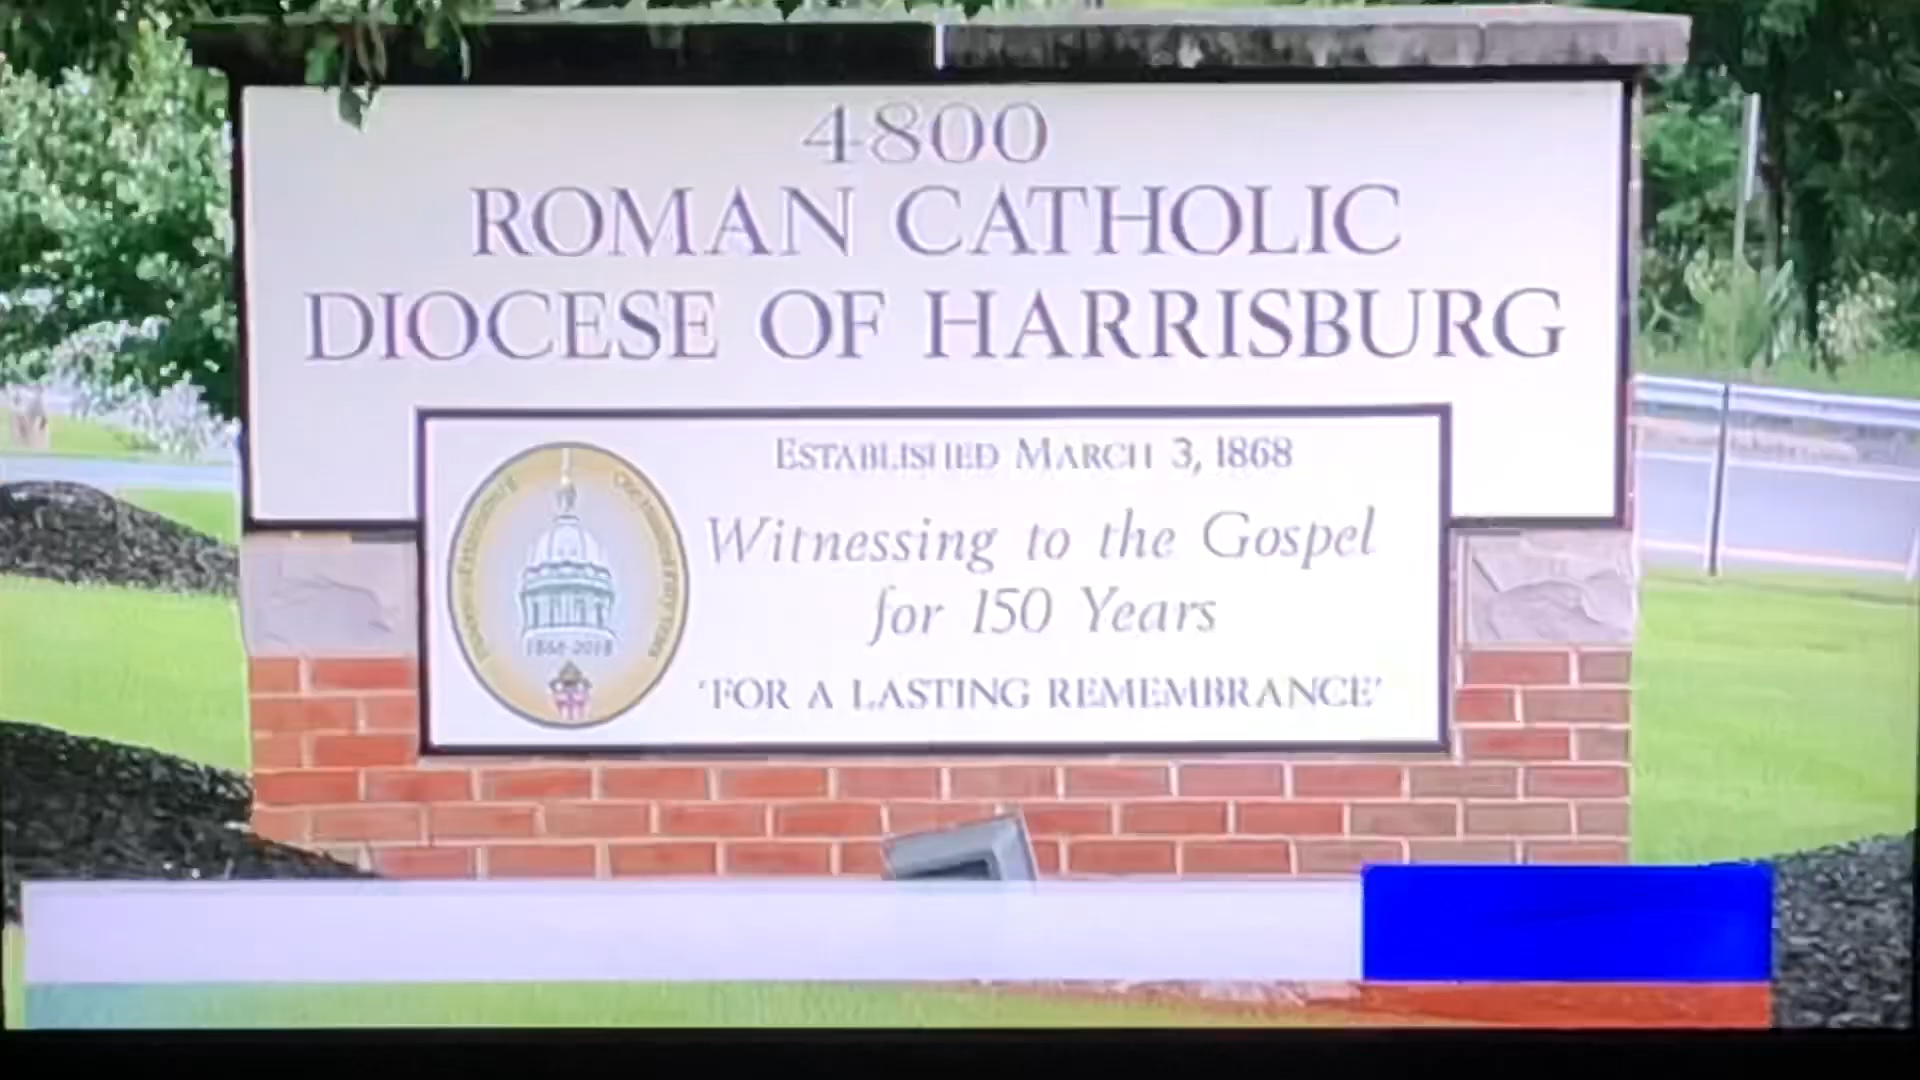 4800
ROMAN CATHOLIC
DIOCESE OF HARRISBURG
ESTABLISHED MARCH 3, 1868
Witnessing to the Gospel
for 150 Years
'FOR A LASTING REMEMBRANCE'
1868-2018